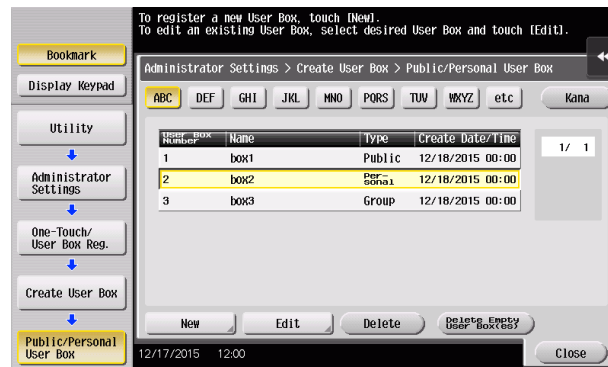 To register a new User Box, touch [New].
To edit an existing User Box, select desired User Box and touch [Edit].
Bookmark
Display Keypad
Utility
Administrator
Settings
One-Touch/
User Box Reg.
Create User Box
Public/Personal
User Box
Administrator Settings > Create User Box > Public/Personal User Box
ABC DEF GHI JKL MNO PQRS TUV WXYZ etc Kana
User Box
Number Name Type Create Date/Time
1 box1 Public 12/18/2015 00:00
2 box2 Per-
sonal 12/18/2015 00:00
3 box3 Group 12/18/2015 00:00
1/ 1
New Edit Delete Delete Empty
User Box(es)
12/17/2015 12:00 Close